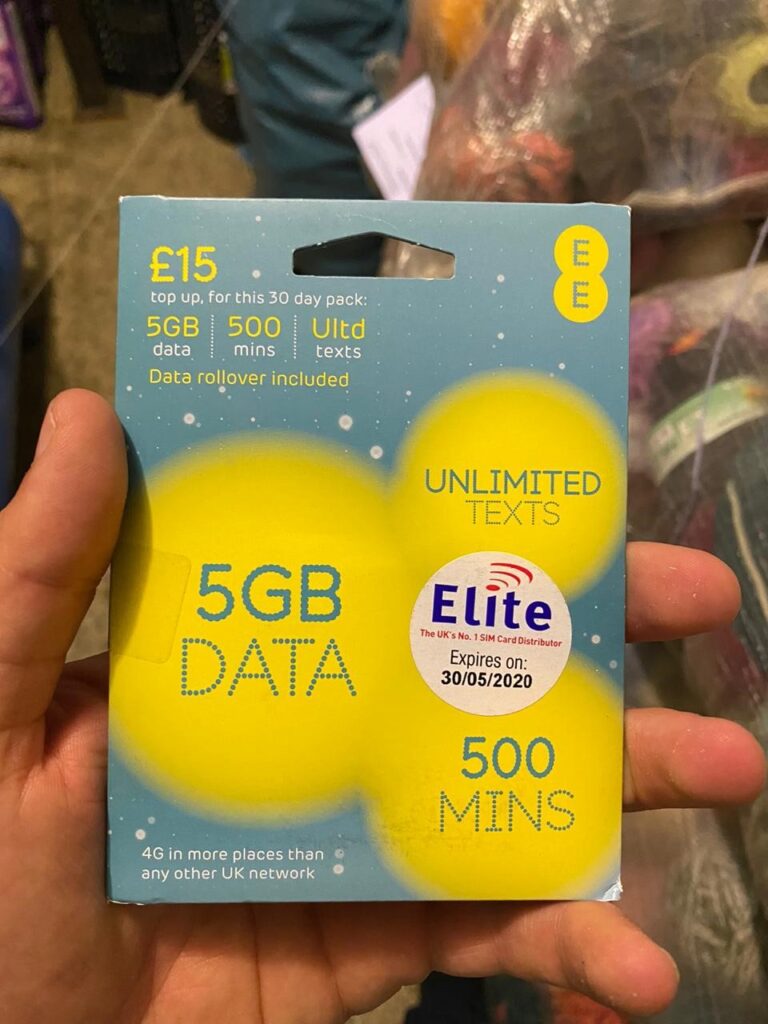 £15
top up, for this 30 day pack:
5GB 500 Ultd
data mins texts
Data rollover included
E
E
UNLIMITED
TEXTS
5GB
DATA
Elite
The UK's No. 1 SIM Card Distributor
Expires on:
30/05/2020
500
MINS
4G in more places than
any other UK network